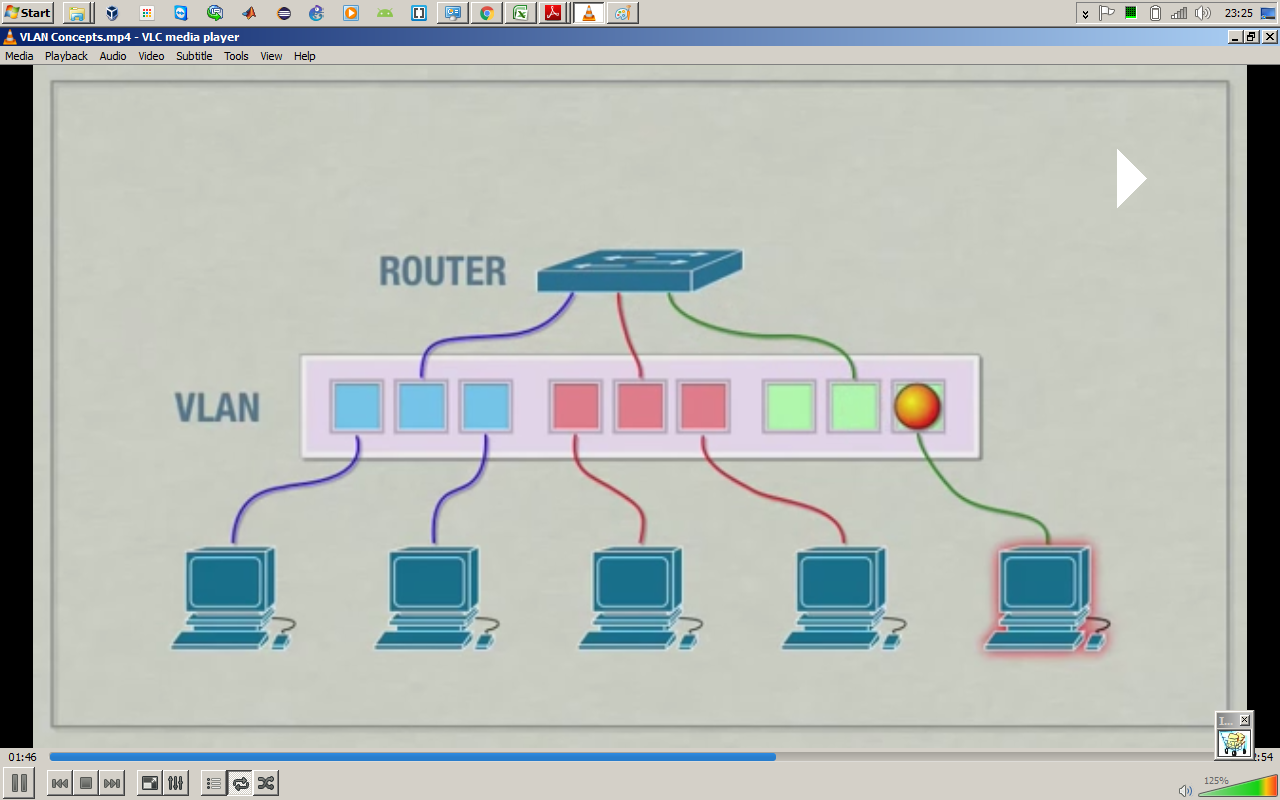 Start
23:25
VLAN Concepts.mp4 - VLC media player
Media Playback Audio Video Subtitle Tools View Help
ROUTER
VLAN
I...
01:46
:54
125%